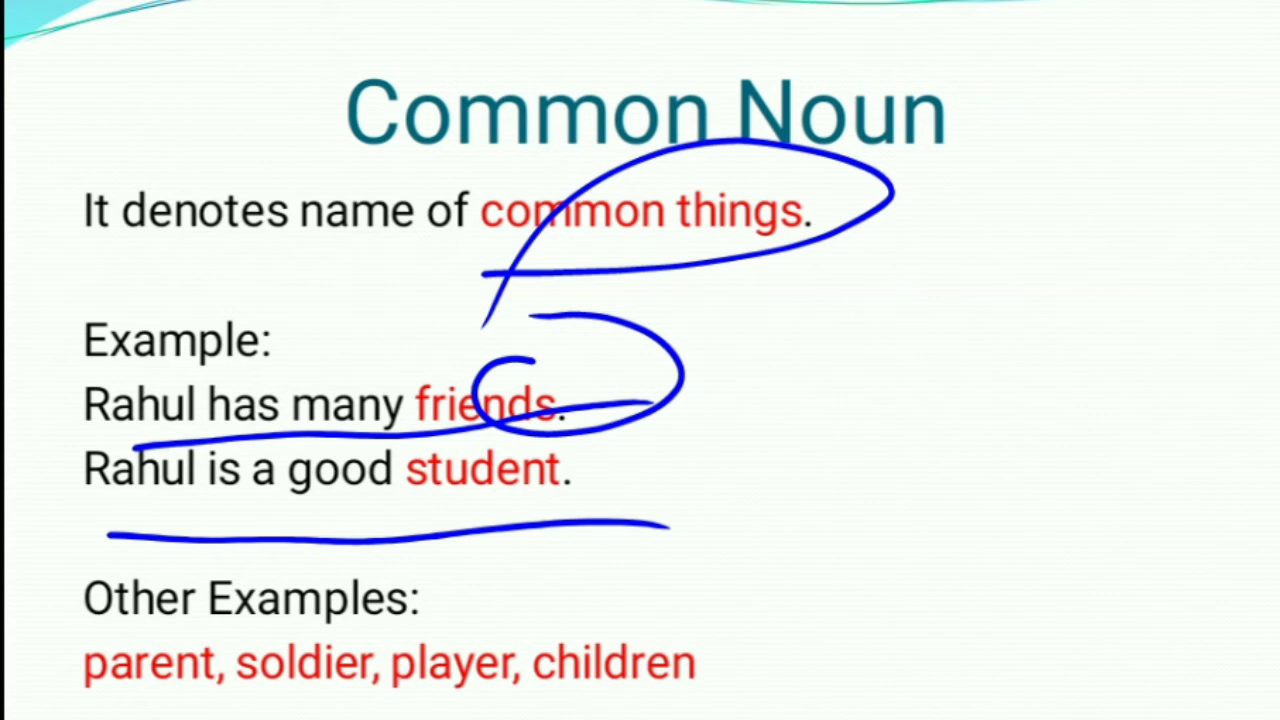 Common Noun
It denotes name of common things.
Example:
Rahul has many friends.
Rahul is a good student.
Other Examples:
parent, soldier, player, children